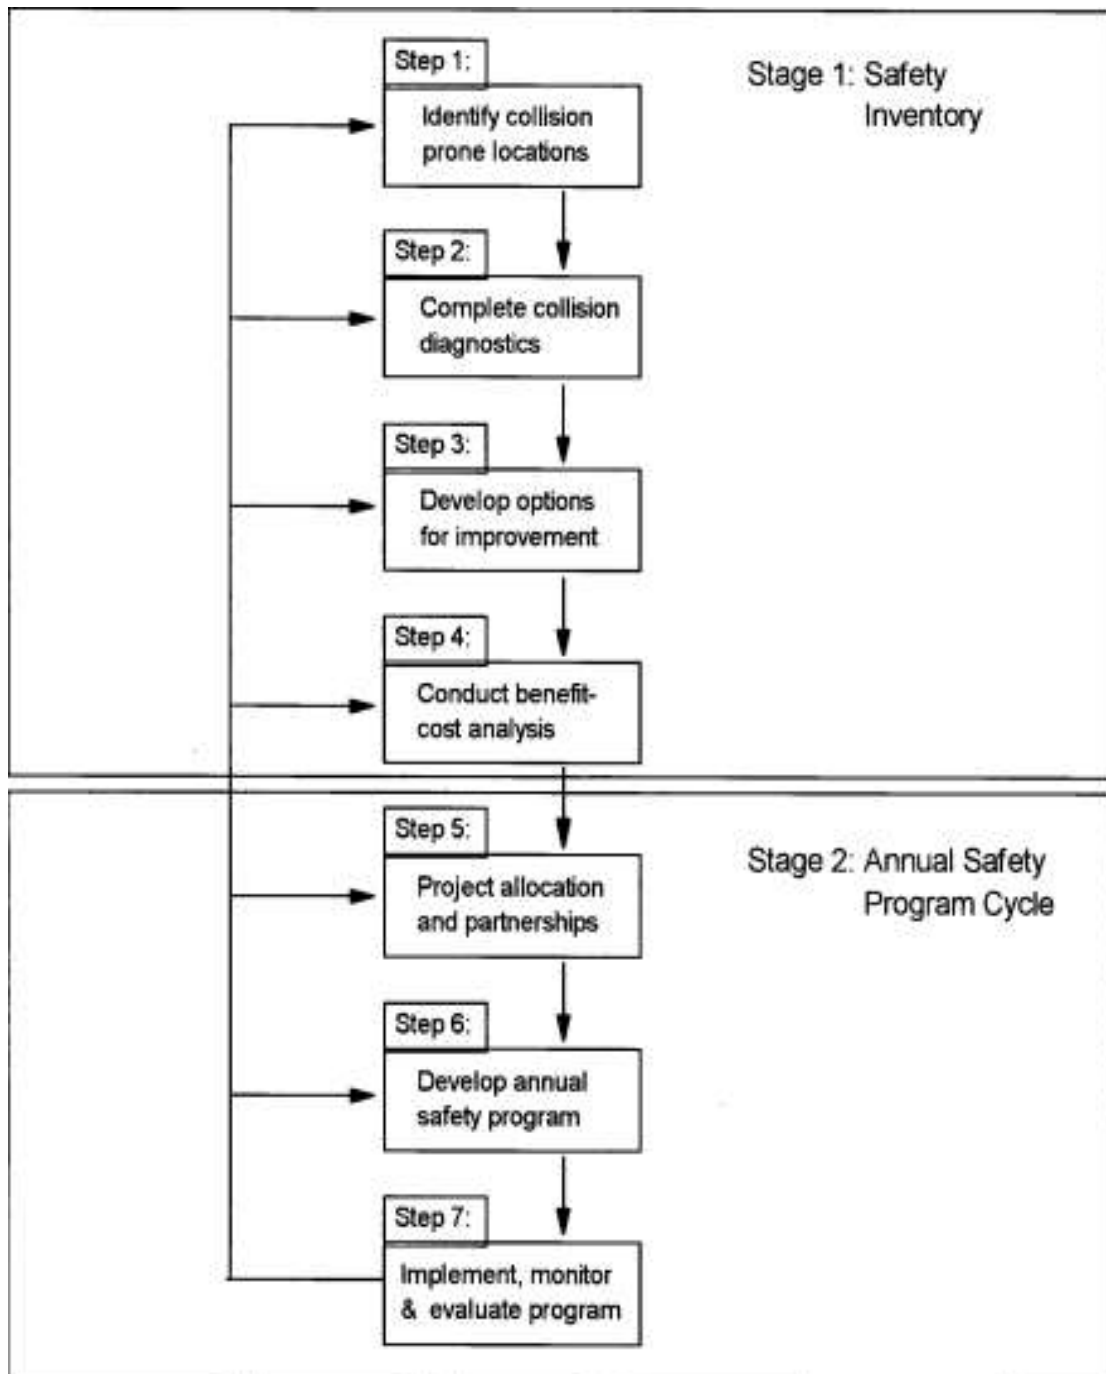 Step 1:
Stage 1: Safety
Inventory
Identify collision
prone locations
Step 2:
Complete collision
diagnostics
Step 3:
Develop options
for improvement
Step 4:
Conduct benefit-
cost analysis
Step 5:
Stage 2: Annual Safety
Program Cycle
Project allocation
and partnerships
Step 6:
Develop annual
safety program
Step 7:
Implement, monitor
& evaluate program